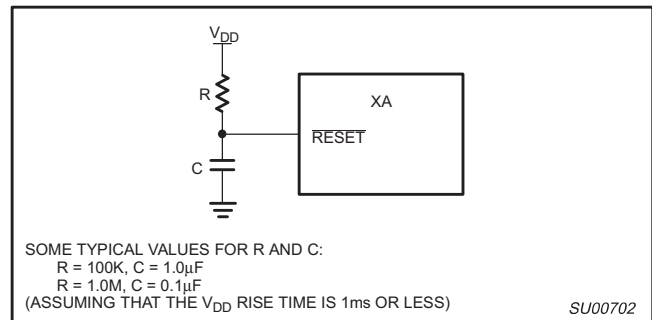 VDD
R
XA
RESET
C
SOME TYPICAL VALUES FOR R AND C:
R = 100K, C = 1.0µF
R = 1.0M, C = 0.1µF
(ASSUMING THAT THE VDD RISE TIME IS 1ms OR LESS)
SU00702